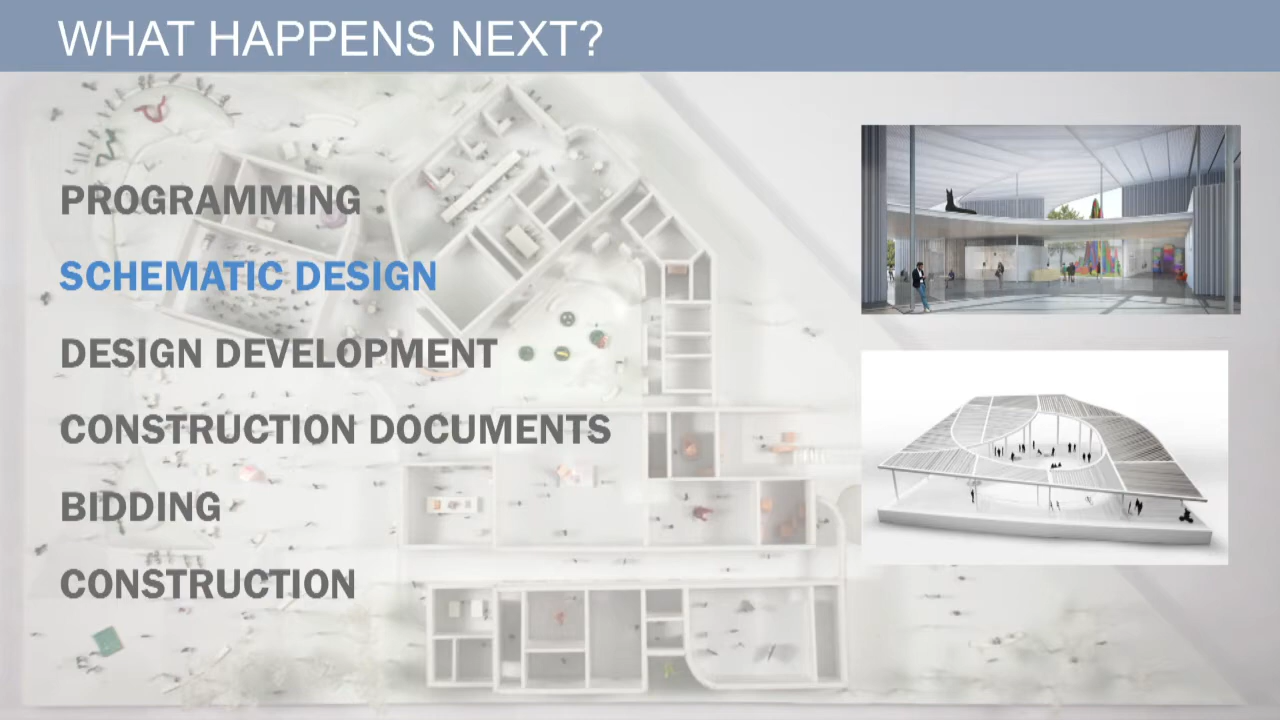 WHAT HAPPENS NEXT?
PROGRAMMING
SCHEMATIC DESIGN
DESIGN DEVELOPMENT
CONSTRUCTION DOCUMENTS
BIDDING
CONSTRUCTION